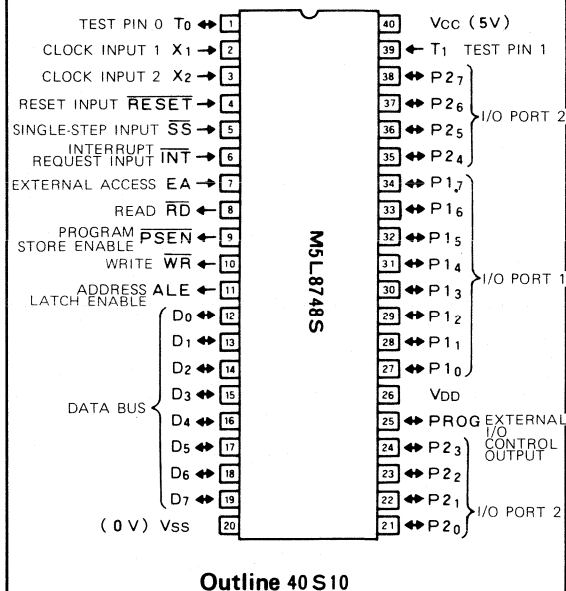 TEST PIN 0 T0 ↔ 1
CLOCK INPUT 1 X1 → 2
CLOCK INPUT 2 X2 → 3
RESET INPUT RESET → 4
SINGLE-STEP INPUT SS → 5
INTERRUPT
REQUEST INPUT INT → 6
EXTERNAL ACCESS EA → 7
READ RD ← 8
PROGRAM
STORE ENABLE PSEN ← 9
WRITE WR ← 10
ADDRESS
LATCH ENABLE ALE ← 11
D0 ↔ 12
D1 ↔ 13
D2 ↔ 14
D3 ↔ 15
DATA BUS
D4 ↔ 16
D5 ↔ 17
D6 ↔ 18
D7 ↔ 19
(0V) VSS 20
M5L8748S
40 VCC (5V)
39 ← T1 TEST PIN 1
38 ↔ P27
37 ↔ P26
I/O PORT 2
36 ↔ P25
35 ↔ P24
34 ↔ P17
33 ↔ P16
32 ↔ P15
31 ↔ P14
I/O PORT 1
30 ↔ P13
29 ↔ P12
28 ↔ P11
27 ↔ P10
26 VDD
25 ↔ PROG EXTERNAL
I/O
CONTROL
OUTPUT
24 ↔ P23
23 ↔ P22
22 ↔ P21
I/O PORT 2
21 ↔ P20
Outline 40 S10